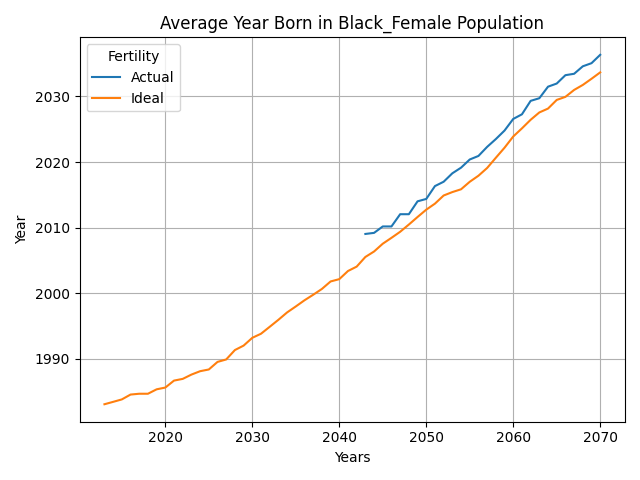 Average Year Born in Black_Female Population
Fertility
Actual
Ideal
Year
2030
2020
2010
2000
1990
2020 2030 2040 2050 2060 2070
Years